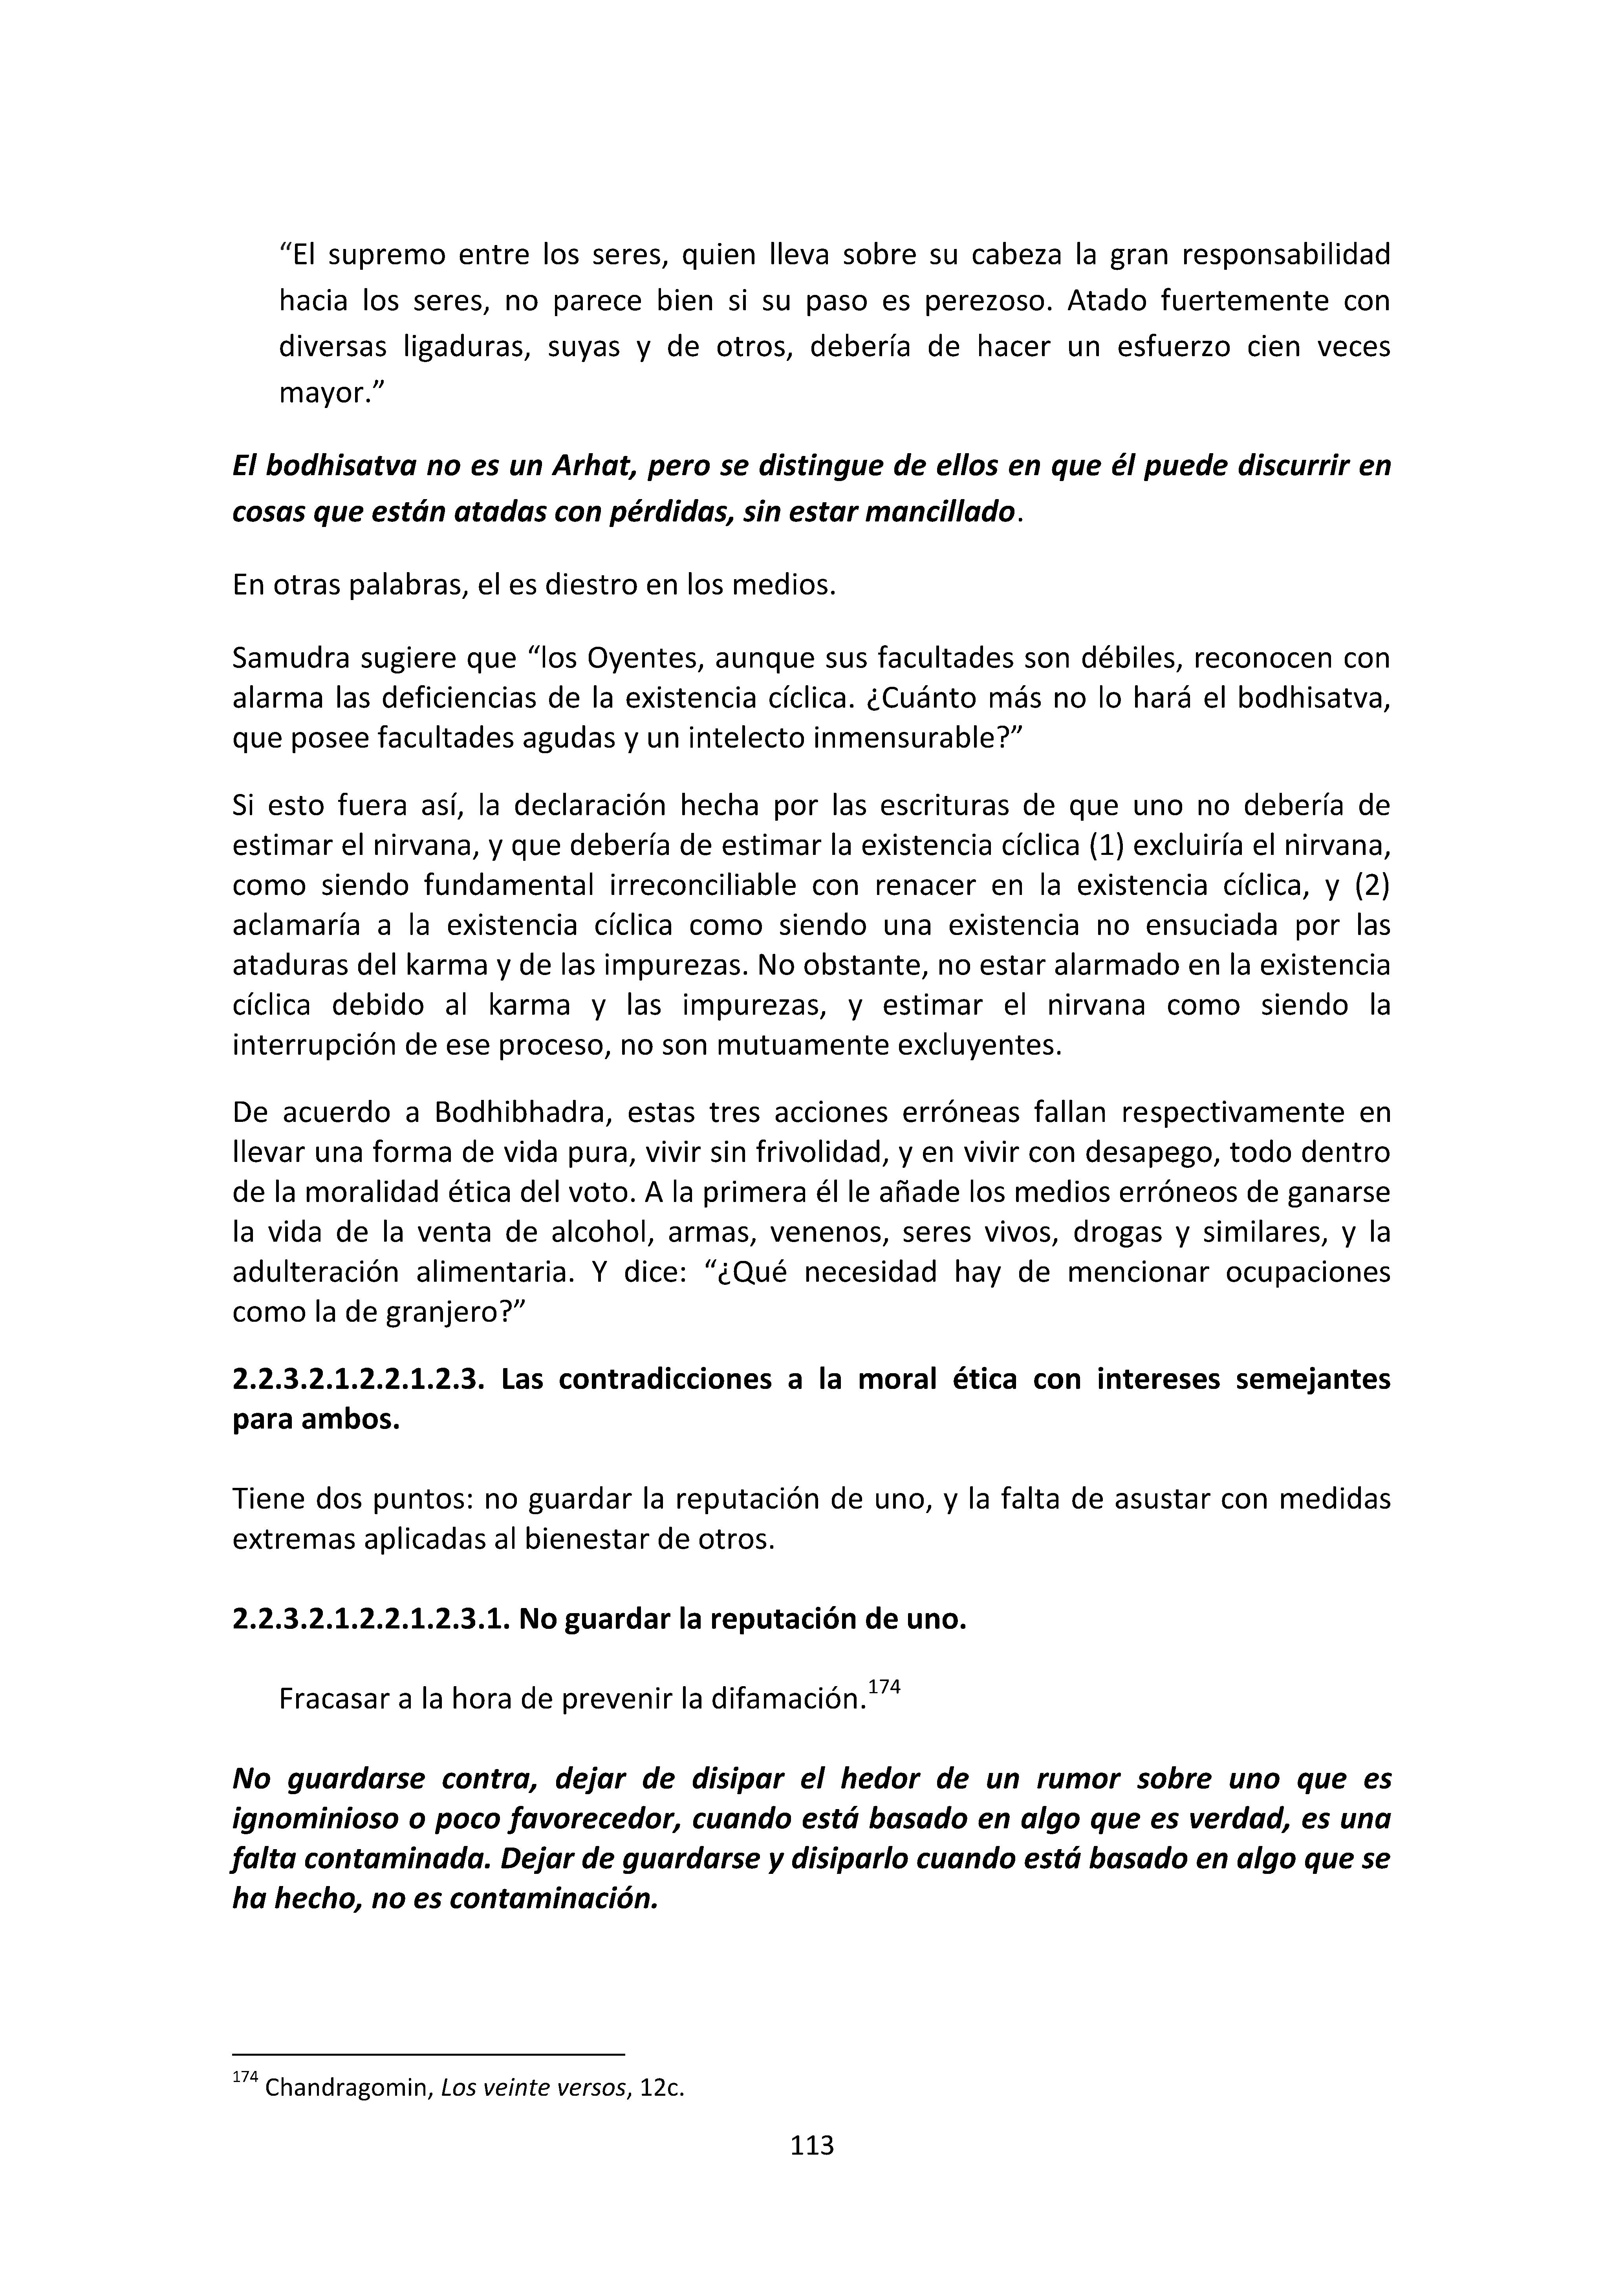 “El supremo entre los seres, quien lleva sobre su cabeza la gran responsabilidad
hacia los seres, no parece bien si su paso es perezoso. Atado fuertemente con
diversas ligaduras, suyas y de otros, debería de hacer un esfuerzo cien veces
mayor.”
El bodhisatva no es un Arhat, pero se distingue de ellos en que él puede discurrir en
cosas que están atadas con pérdidas, sin estar mancillado.
En otras palabras, el es diestro en los medios.
Samudra sugiere que “los Oyentes, aunque sus facultades son débiles, reconocen con
alarma las deficiencias de la existencia cíclica. ¿Cuánto más no lo hará el bodhisatva,
que posee facultades agudas y un intelecto inmensurable?”
Si esto fuera así, la declaración hecha por las escrituras de que uno no debería de
estimar el nirvana, y que debería de estimar la existencia cíclica (1) excluiría el nirvana,
como siendo fundamental irreconciliable con renacer en la existencia cíclica, y (2)
aclamaría a la existencia cíclica como siendo una existencia no ensuciada por las
ataduras del karma y de las impurezas. No obstante, no estar alarmado en la existencia
cíclica debido al karma y las impurezas, y estimar el nirvana como siendo la
interrupción de ese proceso, no son mutuamente excluyentes.
De acuerdo a Bodhibhadra, estas tres acciones erróneas fallan respectivamente en
llevar una forma de vida pura, vivir sin frivolidad, y en vivir con desapego, todo dentro
de la moralidad ética del voto. A la primera él le añade los medios erróneos de ganarse
la vida de la venta de alcohol, armas, venenos, seres vivos, drogas y similares, y la
adulteración alimentaria. Y dice: “¿Qué necesidad hay de mencionar ocupaciones
como la de granjero?”
2.2.3.2.1.2.2.1.2.3. Las contradicciones a la moral ética con intereses semejantes
para ambos.
Tiene dos puntos: no guardar la reputación de uno, y la falta de asustar con medidas
extremas aplicadas al bienestar de otros.
2.2.3.2.1.2.2.1.2.3.1. No guardar la reputación de uno.
Fracasar a la hora de prevenir la difamación.174
No guardarse contra, dejar de disipar el hedor de un rumor sobre uno que es
ignominioso o poco favorecedor, cuando está basado en algo que es verdad, es una
falta contaminada. Dejar de guardarse y disiparlo cuando está basado en algo que se
ha hecho, no es contaminación.
174 Chandragomin, Los veinte versos, 12c.
113